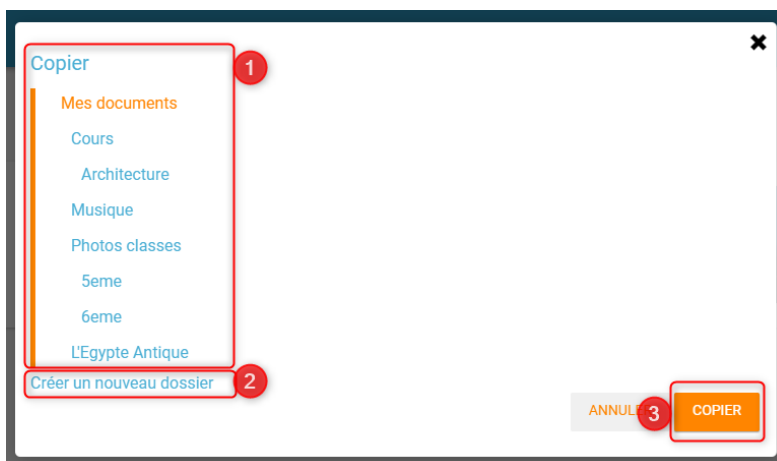 ✖
Copier
1
Mes documents
Cours
Architecture
Musique
Photos classes
5eme
6eme
L'Egypte Antique
Créer un nouveau dossier 2
3 COPIER